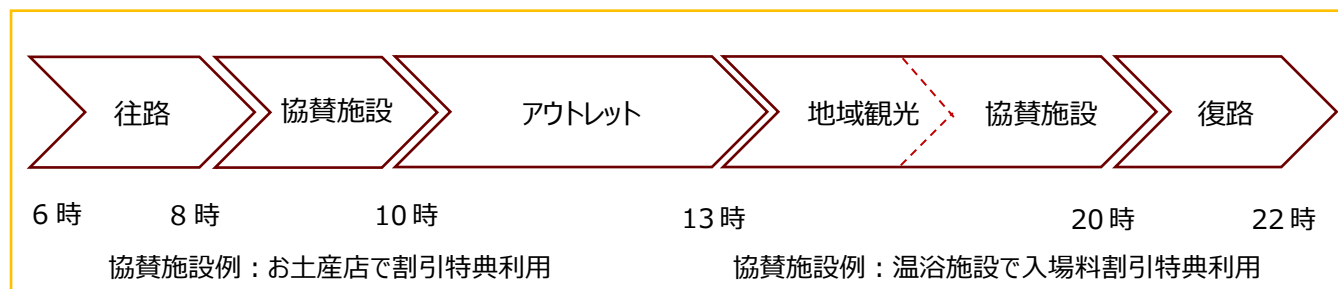 往路 協賛施設 アウトレット 地域観光 協賛施設 復路
6 時 8 時 10 時 13 時 20 時 22 時
協賛施設例：お土産店で割引特典利用 協賛施設例：温浴施設で入場料割引特典利用